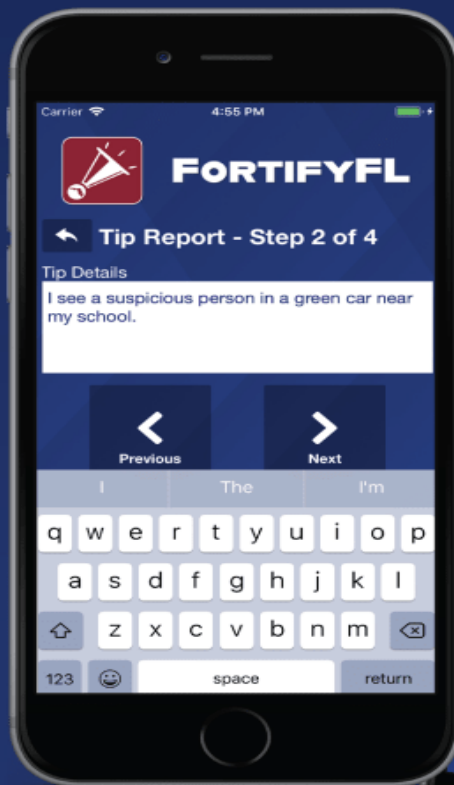 Carrier 4:55 PM
FORTIFYFL
Tip Report - Step 2 of 4
Tip Details
I see a suspicious person in a green car near
my school.
Previous Next
I The I'm
q w e r t y u i o p
a s d f g h j k l
z x c v b n m
123 space return